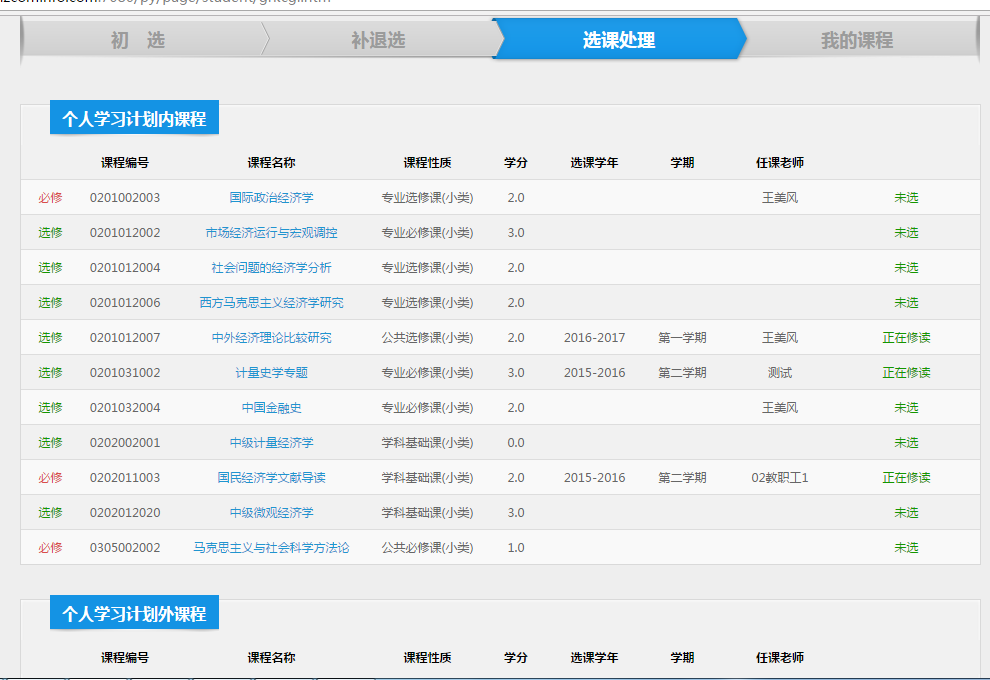 初 选 补退选 选课处理 我的课程
个人学习计划内课程
课程编号 课程名称 课程性质 学分 选课学年 学期 任课老师
必修 0201002003 国际政治经济学 专业选修课(小类) 2.0 王美风 未选
选修 0201012002 市场经济运行与宏观调控 专业必修课(小类) 3.0 未选
选修 0201012004 社会问题的经济学分析 专业选修课(小类) 2.0 未选
选修 0201012006 西方马克思主义经济学研究 专业选修课(小类) 2.0 未选
选修 0201012007 中外经济理论比较研究 公共选修课(小类) 2.0 2016-2017 第一学期 王美风 正在修读
选修 0201031002 计量史学专题 专业必修课(小类) 3.0 2015-2016 第二学期 测试 正在修读
选修 0201032004 中国金融史 专业必修课(小类) 2.0 王美风 未选
选修 0202002001 中级计量经济学 学科基础课(小类) 0.0 未选
必修 0202011003 国民经济学文献导读 学科基础课(小类) 2.0 2015-2016 第二学期 02教职工1 正在修读
选修 0202012020 中级微观经济学 学科基础课(小类) 3.0 未选
必修 0305002002 马克思主义与社会科学方法论 公共必修课(小类) 1.0 未选
个人学习计划外课程
课程编号 课程名称 课程性质 学分 选课学年 学期 任课老师